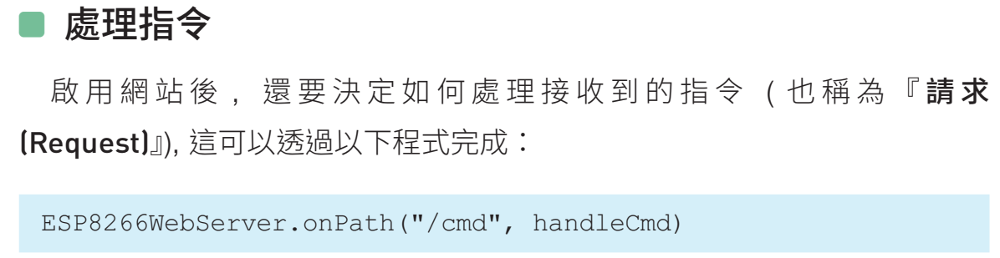 處理指令
啟用網站後, 還要決定如何處理接收到的指令 (也稱為『請求
(Request)』), 這可以透過以下程式完成：
ESP8266WebServer.onPath("/cmd", handleCmd)